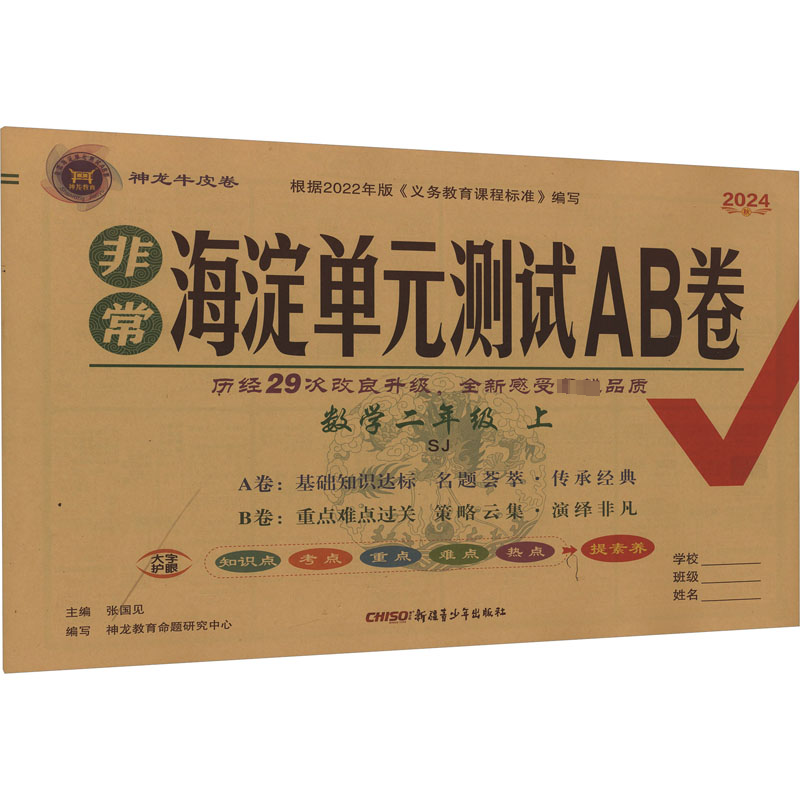 神龙教育
神龙牛皮卷
根据2022年版《义务教育课程标准》编写
2024
秋
非常
海淀单元测试AB卷
历经29次改良升级，全新感受品质
数学二年级 上
SJ
A卷：基础知识达标 名题荟萃·传承经典
B卷：重点难点过关 策略云集·演绎非凡
大字
护眼
知识点 考点 重点 难点 热点 提素养
学校
班级
姓名
主编 张国见
编写 神龙教育命题研究中心
CHISO 新疆青少年出版社